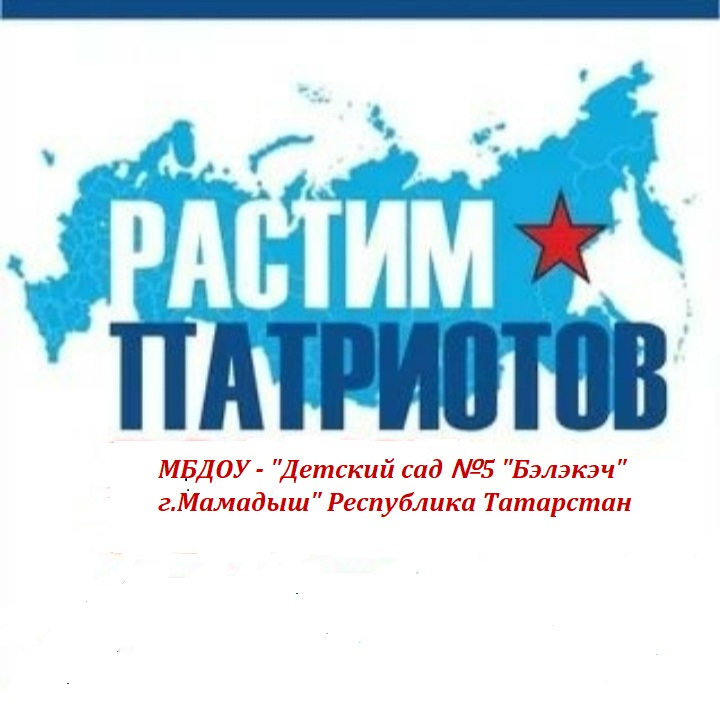 РАСТИМ
ПАТРИОТОВ
МБДОУ - "Детский сад №5 "Бэлэкэч"
г.Мамадыш" Республика Татарстан